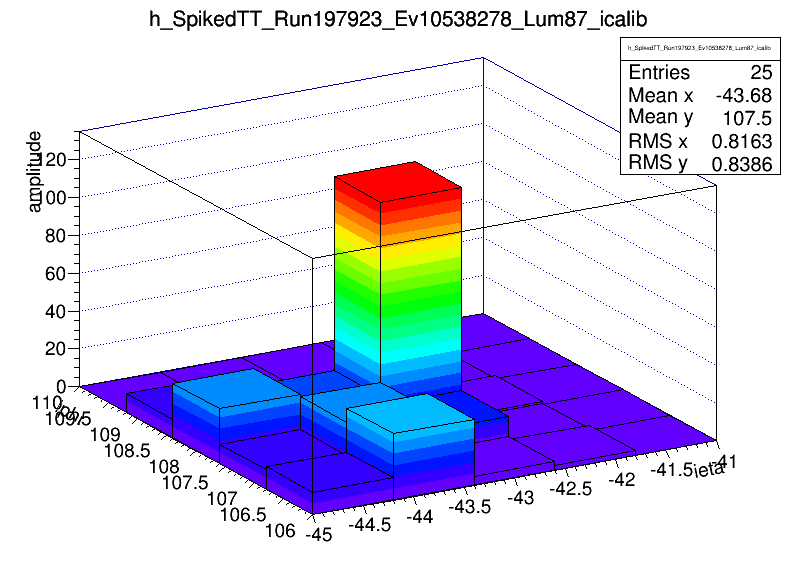 h_SpikedTT_Run197923_Ev10538278_Lum87_icalib
h_SpikedTT_Run197923_Ev10538278_Lum87_icalib
Entries 25
Mean x -43.68
Mean y 107.5
RMS x 0.8163
RMS y 0.8386
amplitude
120
100
80
60
40
20
0
110
109.5
109
108.5
108
107.5
107
106.5
106
-45
-44.5
-44
-43.5
-43
-42.5
-42
-41.5
-41
ieta